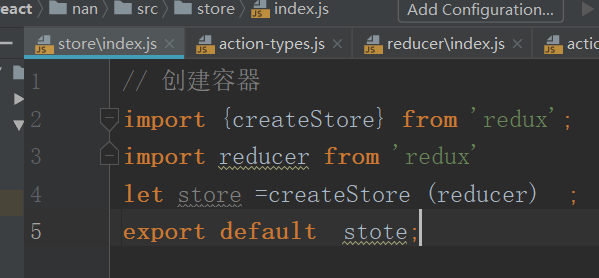 react nan src store index.js Add Configuration...
store\index.js action-types.js reducer\index.js actio
1 // 创建容器
2 import {createStore} from 'redux';
3 import reducer from 'redux'
4 let store =createStore (reducer) ;
5 export default stote;